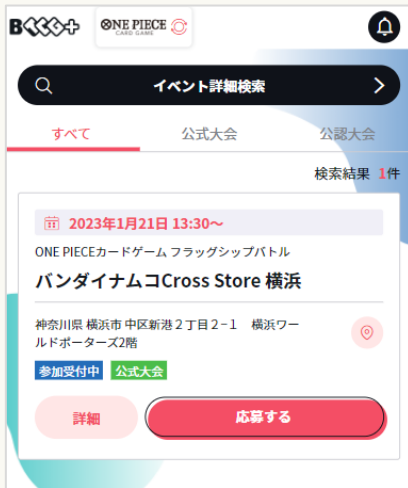 ONE PIECE
CARD GAME
イベント詳細検索
すべて 公式大会 公認大会
検索結果 1件
2023年1月21日 13:30～
ONE PIECEカードゲーム フラッグシップバトル
バンダイナムコCross Store 横浜
神奈川県 横浜市 中区新港２丁目２−１　横浜ワー
ルドポーターズ2階
参加受付中 公式大会
詳細 応募する